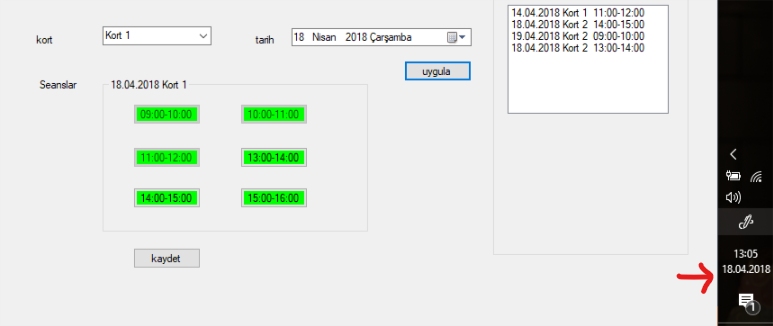 kort
Kort 1
tarih
18 Nisan 2018 Çarşamba
uygula
Seanslar
18.04.2018 Kort 1
09:00-10:00
10:00-11:00
11:00-12:00
13:00-14:00
14:00-15:00
15:00-16:00
kaydet
14.04.2018 Kort 1 11:00-12:00
18.04.2018 Kort 2 14:00-15:00
19.04.2018 Kort 2 09:00-10:00
18.04.2018 Kort 2 13:00-14:00
13:05
18.04.2018
1